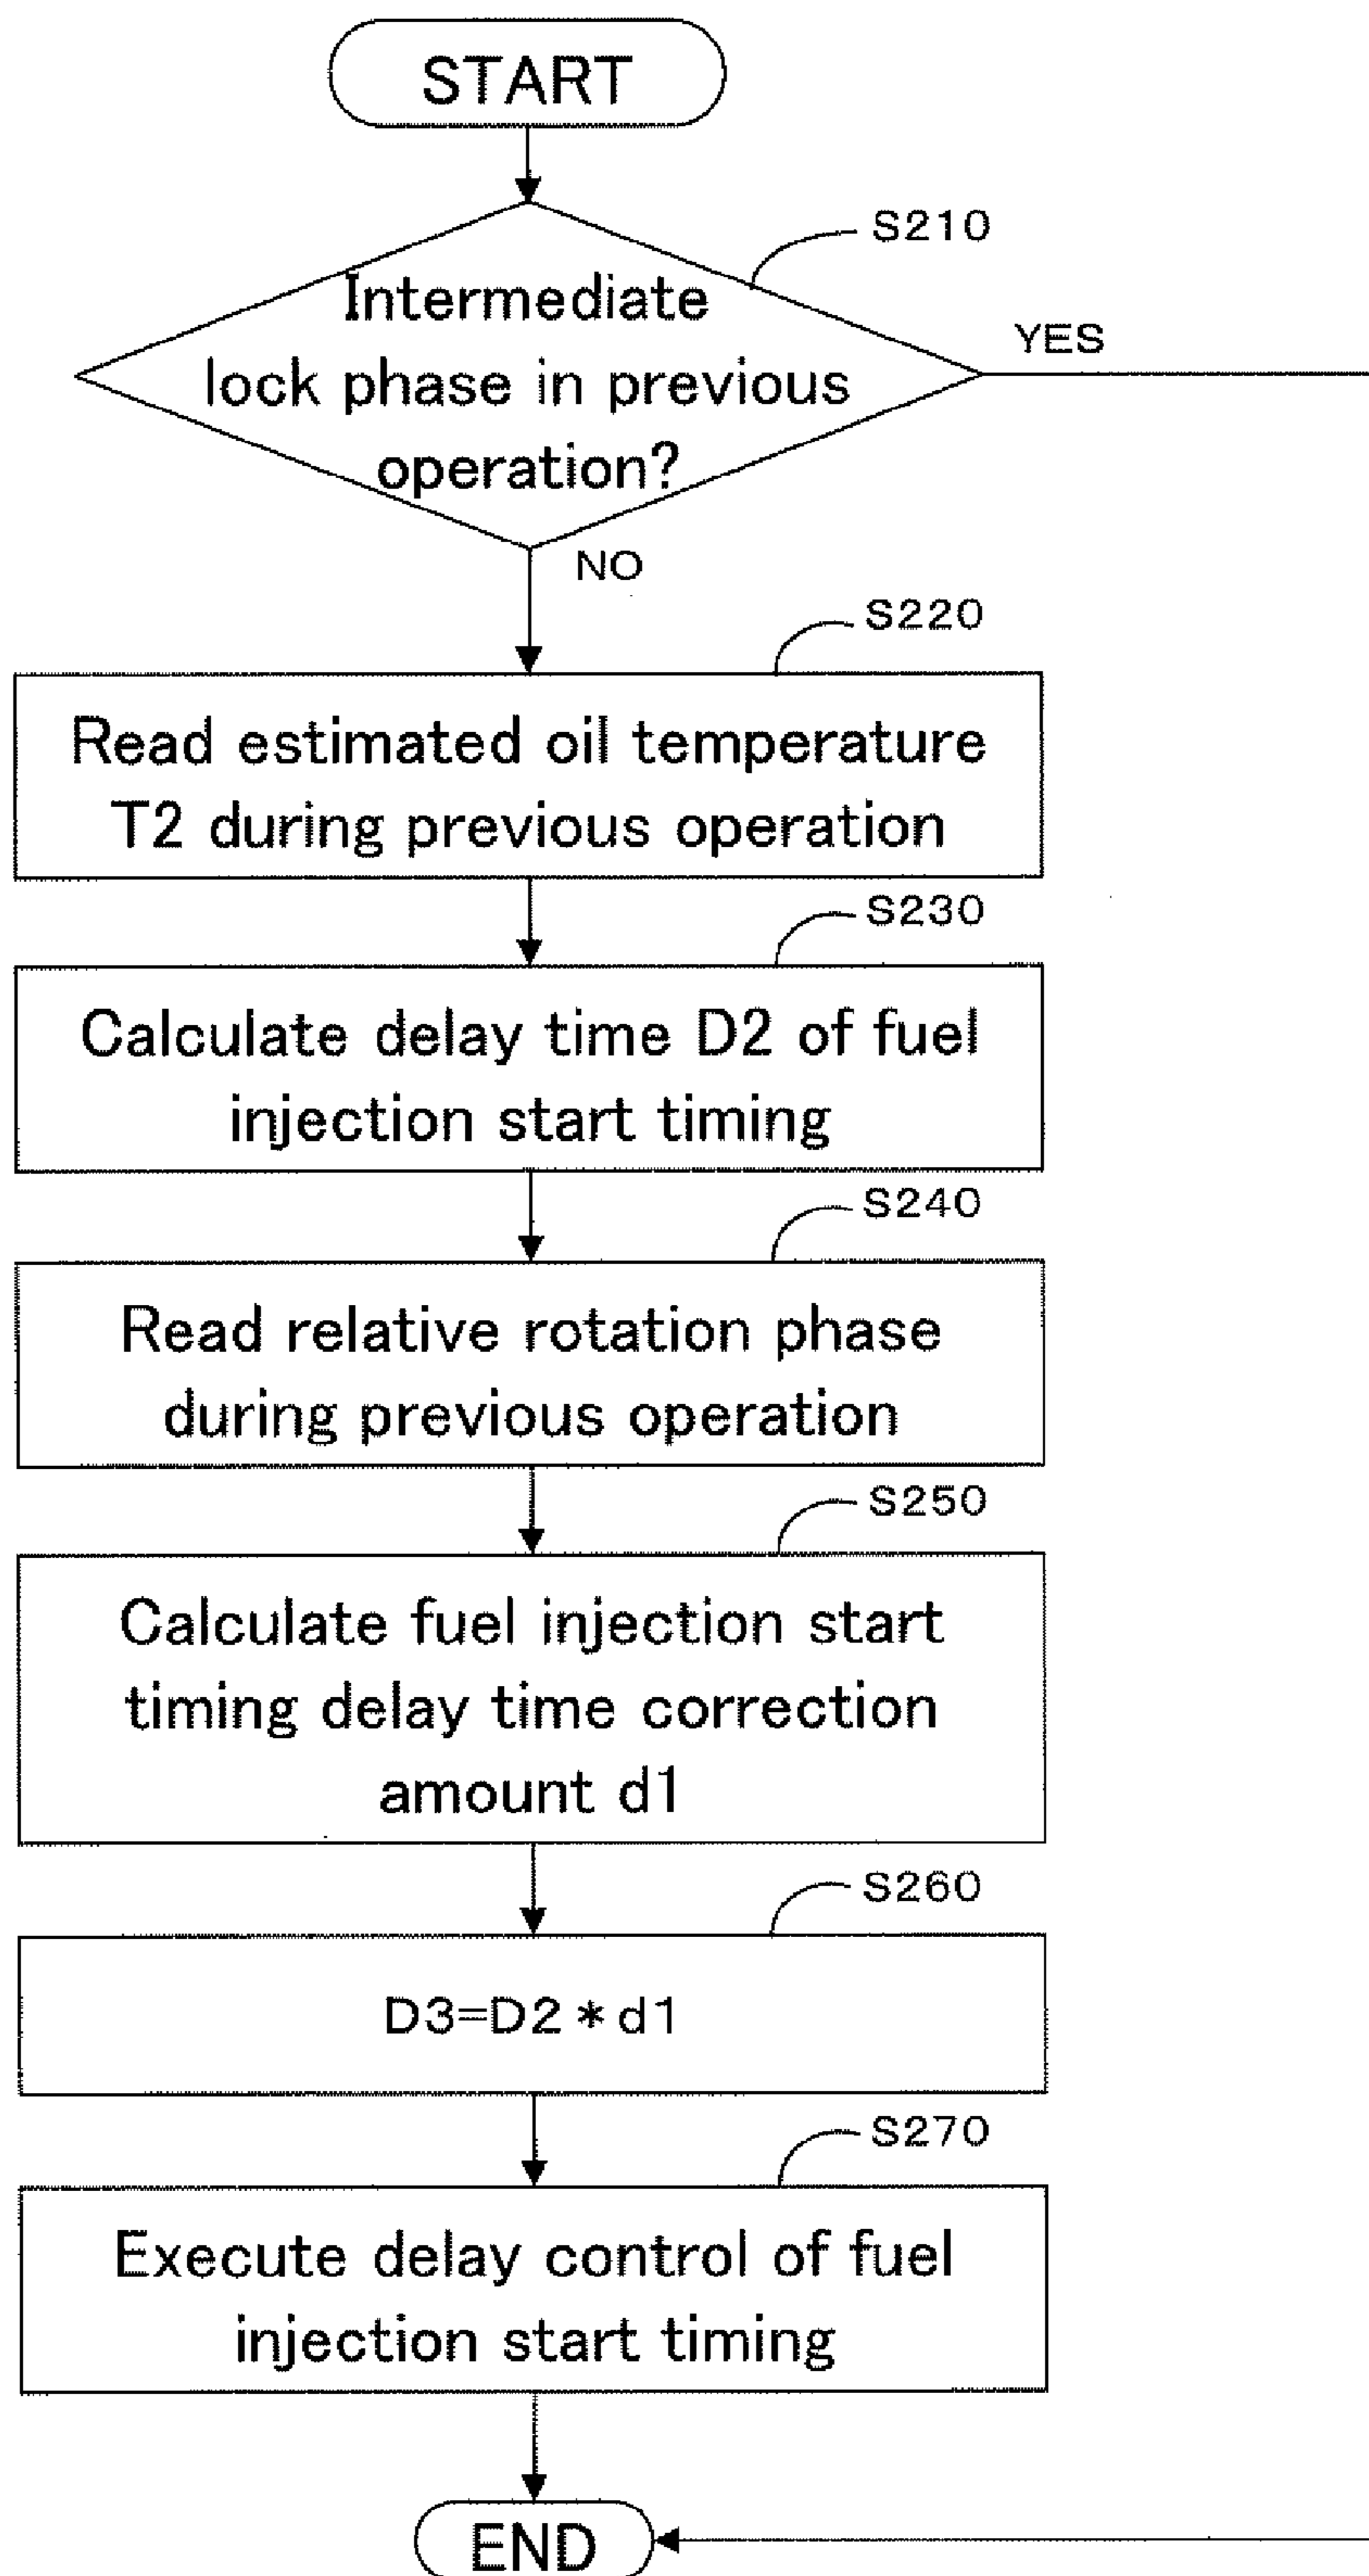 START
S210
Intermediate
lock phase in previous
operation?
YES
NO
S220
Read estimated oil temperature
T2 during previous operation
S230
Calculate delay time D2 of fuel
injection start timing
S240
Read relative rotation phase
during previous operation
S250
Calculate fuel injection start
timing delay time correction
amount d1
S260
D3=D2*d1
S270
Execute delay control of fuel
injection start timing
END